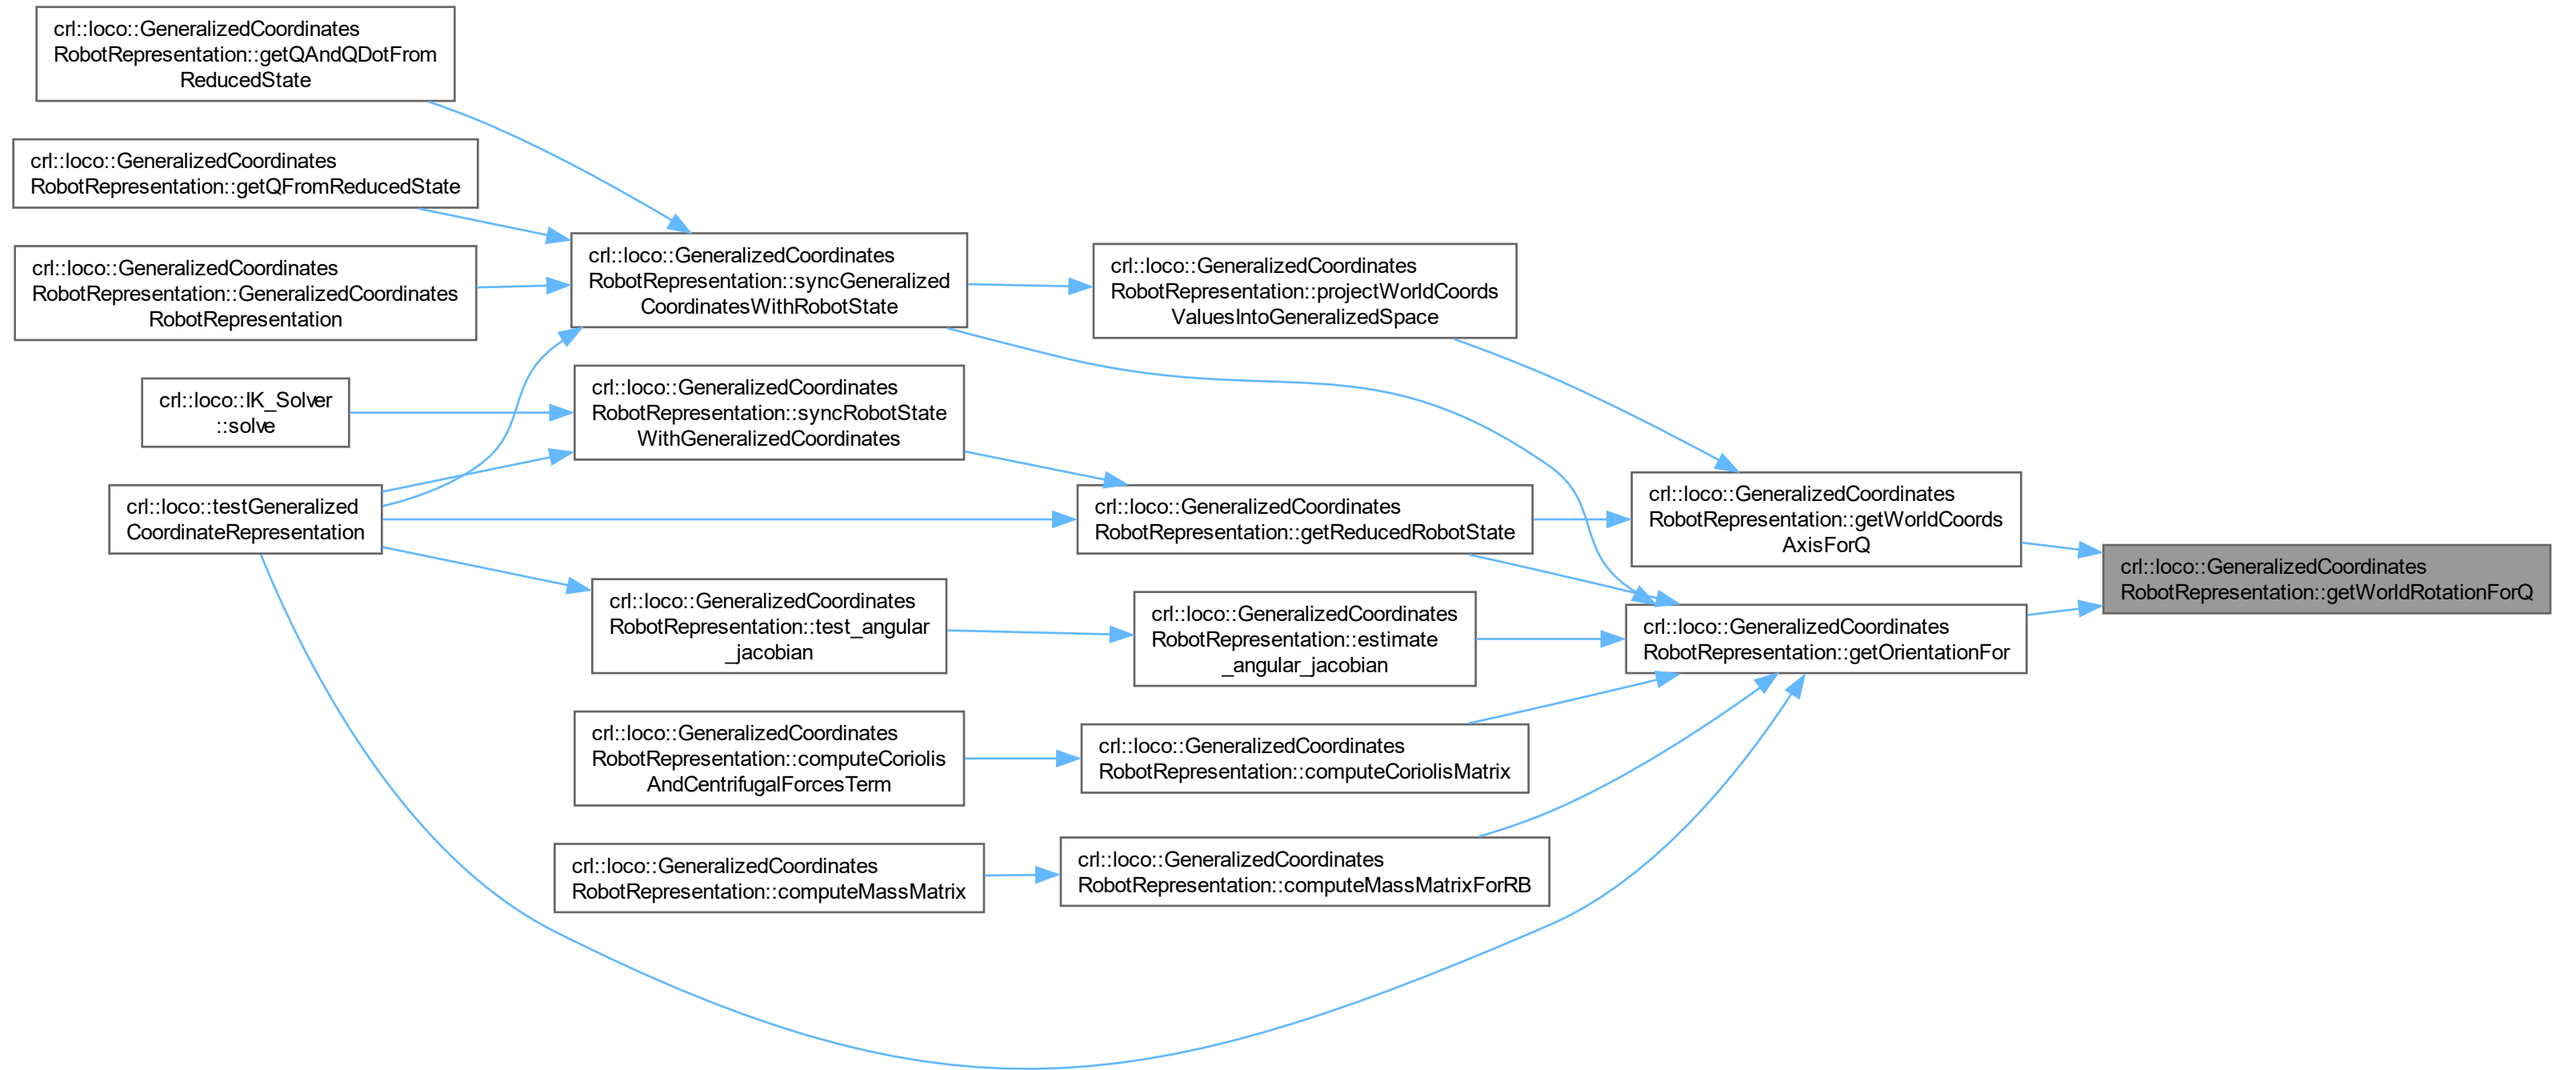 crl::loco::GeneralizedCoordinates
RobotRepresentation::getQAndQDotFrom
ReducedState
crl::loco::GeneralizedCoordinates
RobotRepresentation::getQFromReducedState
crl::loco::GeneralizedCoordinates
RobotRepresentation::GeneralizedCoordinates
RobotRepresentation
crl::loco::IK_Solver
::solve
crl::loco::testGeneralized
CoordinateRepresentation
crl::loco::GeneralizedCoordinates
RobotRepresentation::syncGeneralized
CoordinatesWithRobotState
crl::loco::GeneralizedCoordinates
RobotRepresentation::syncRobotState
WithGeneralizedCoordinates
crl::loco::GeneralizedCoordinates
RobotRepresentation::test_angular
_jacobian
crl::loco::GeneralizedCoordinates
RobotRepresentation::computeCoriolis
AndCentrifugalForcesTerm
crl::loco::GeneralizedCoordinates
RobotRepresentation::computeMassMatrix
crl::loco::GeneralizedCoordinates
RobotRepresentation::projectWorldCoords
ValuesIntoGeneralizedSpace
crl::loco::GeneralizedCoordinates
RobotRepresentation::getReducedRobotState
crl::loco::GeneralizedCoordinates
RobotRepresentation::estimate
_angular_jacobian
crl::loco::GeneralizedCoordinates
RobotRepresentation::computeCoriolisMatrix
crl::loco::GeneralizedCoordinates
RobotRepresentation::computeMassMatrixForRB
crl::loco::GeneralizedCoordinates
RobotRepresentation::getWorldCoords
AxisForQ
crl::loco::GeneralizedCoordinates
RobotRepresentation::getOrientationFor
crl::loco::GeneralizedCoordinates
RobotRepresentation::getWorldRotationForQ